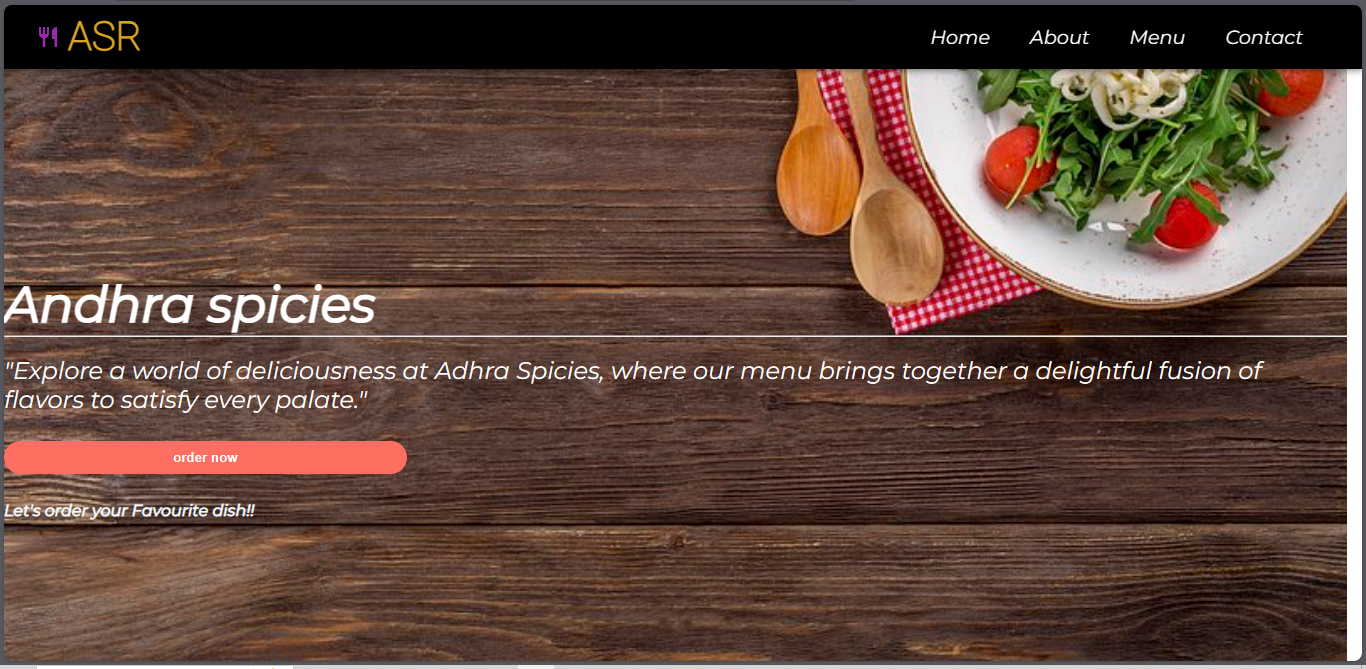 ASR
Home
About
Menu
Contact
Andhra spicies
"Explore a world of deliciousness at Adhra Spicies, where our menu brings together a delightful fusion of
flavors to satisfy every palate."
order now
Let's order your Favourite dish!!